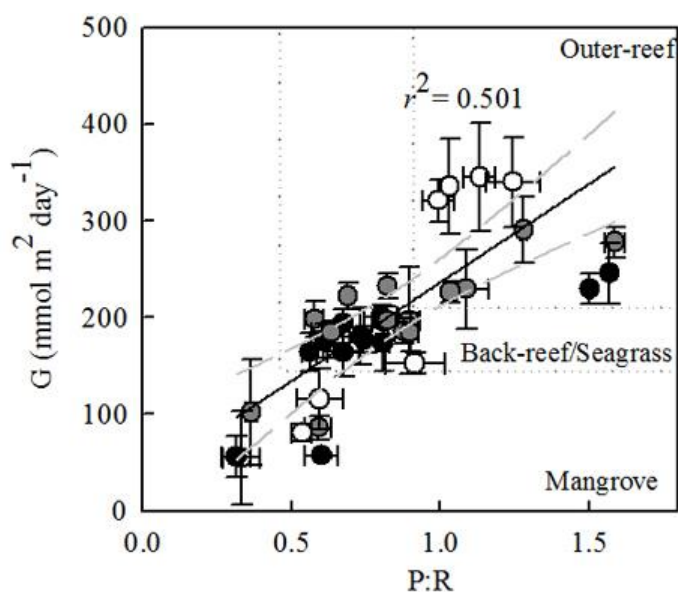 500
Outer-reef
r² = 0.501
400
G (mmol m² day⁻¹)
300
200
Back-reef/Seagrass
100
Mangrove
0
0.0 0.5 1.0 1.5
P:R